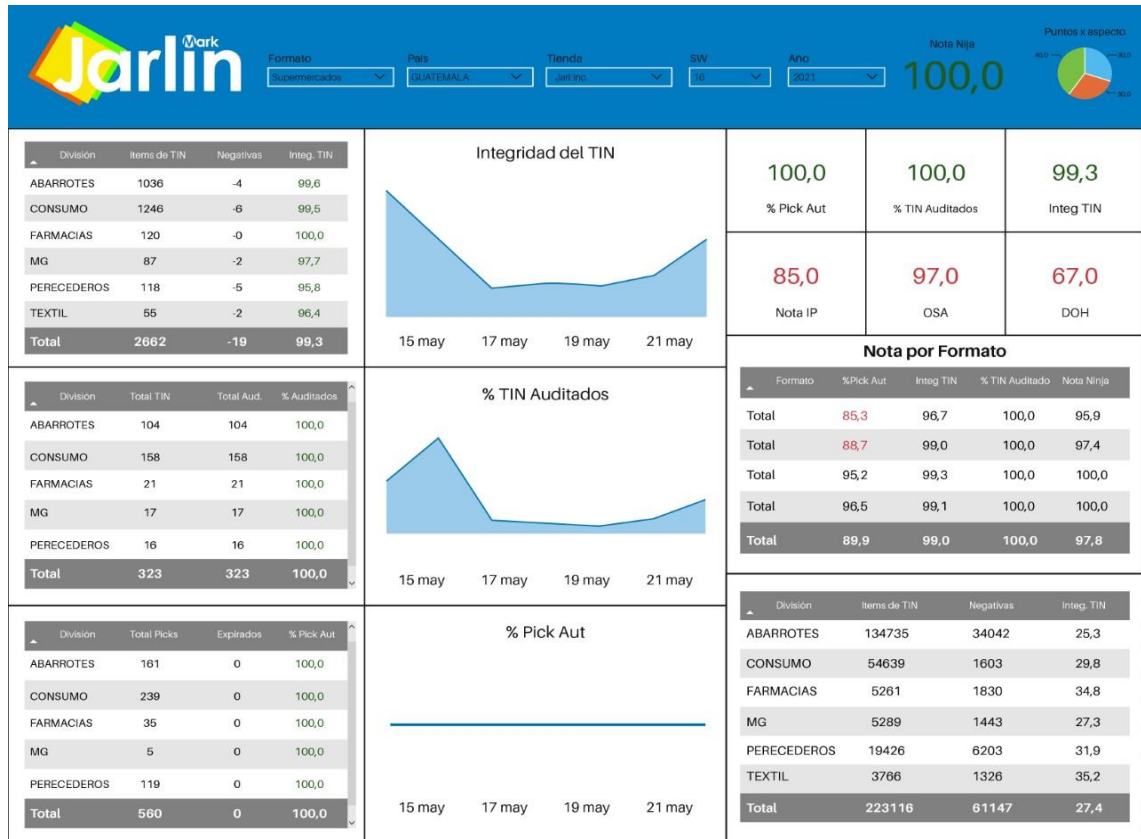 Jarlin Mark
Formato País Tienda SW Año
Supermercados GUATEMALA Jarl Inc. 16 2021
Nota Nija
100,0
Puntos x aspecto
40,0 30,0
30,0
División Items de TIN Negativas Integ. TIN
ABARROTES 1036 -4 99,6
CONSUMO 1246 -6 99,5
FARMACIAS 120 -0 100,0
MG 87 -2 97,7
PERECEDEROS 118 -5 95,8
TEXTIL 55 -2 96,4
Total 2662 -19 99,3
Integridad del TIN
15 may 17 may 19 may 21 may
100,0 100,0 99,3
% Pick Aut % TIN Auditados Integ TIN
85,0 97,0 67,0
Nota IP OSA DOH
División Total TIN Total Aud. % Auditados
ABARROTES 104 104 100,0
CONSUMO 158 158 100,0
FARMACIAS 21 21 100,0
MG 17 17 100,0
PERECEDEROS 16 16 100,0
Total 323 323 100,0
% TIN Auditados
15 may 17 may 19 may 21 may
Nota por Formato
Formato %Pick Aut Integ TIN % TIN Auditado Nota Ninja
Total 85,3 96,7 100,0 95,9
Total 88,7 99,0 100,0 97,4
Total 95,2 99,3 100,0 100,0
Total 96,5 99,1 100,0 100,0
Total 89,9 99,0 100,0 97,8
División Total Picks Expirados % Pick Aut
ABARROTES 161 0 100,0
CONSUMO 239 0 100,0
FARMACIAS 35 0 100,0
MG 5 0 100,0
PERECEDEROS 119 0 100,0
Total 560 0 100,0
% Pick Aut
15 may 17 may 19 may 21 may
División Items de TIN Negativas Integ. TIN
ABARROTES 134735 34042 25,3
CONSUMO 54639 1603 29,8
FARMACIAS 5261 1830 34,8
MG 5289 1443 27,3
PERECEDEROS 19426 6203 31,9
TEXTIL 3766 1326 35,2
Total 223116 61147 27,4